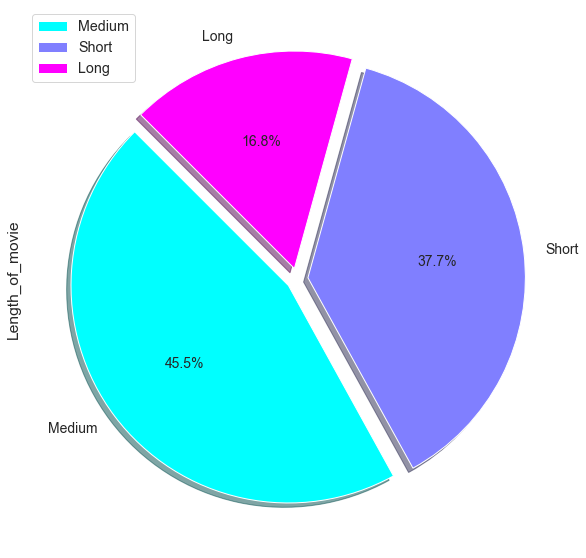 Medium
Short
Long
Long
16.8%
Short
37.7%
Length_of_movie
45.5%
Medium